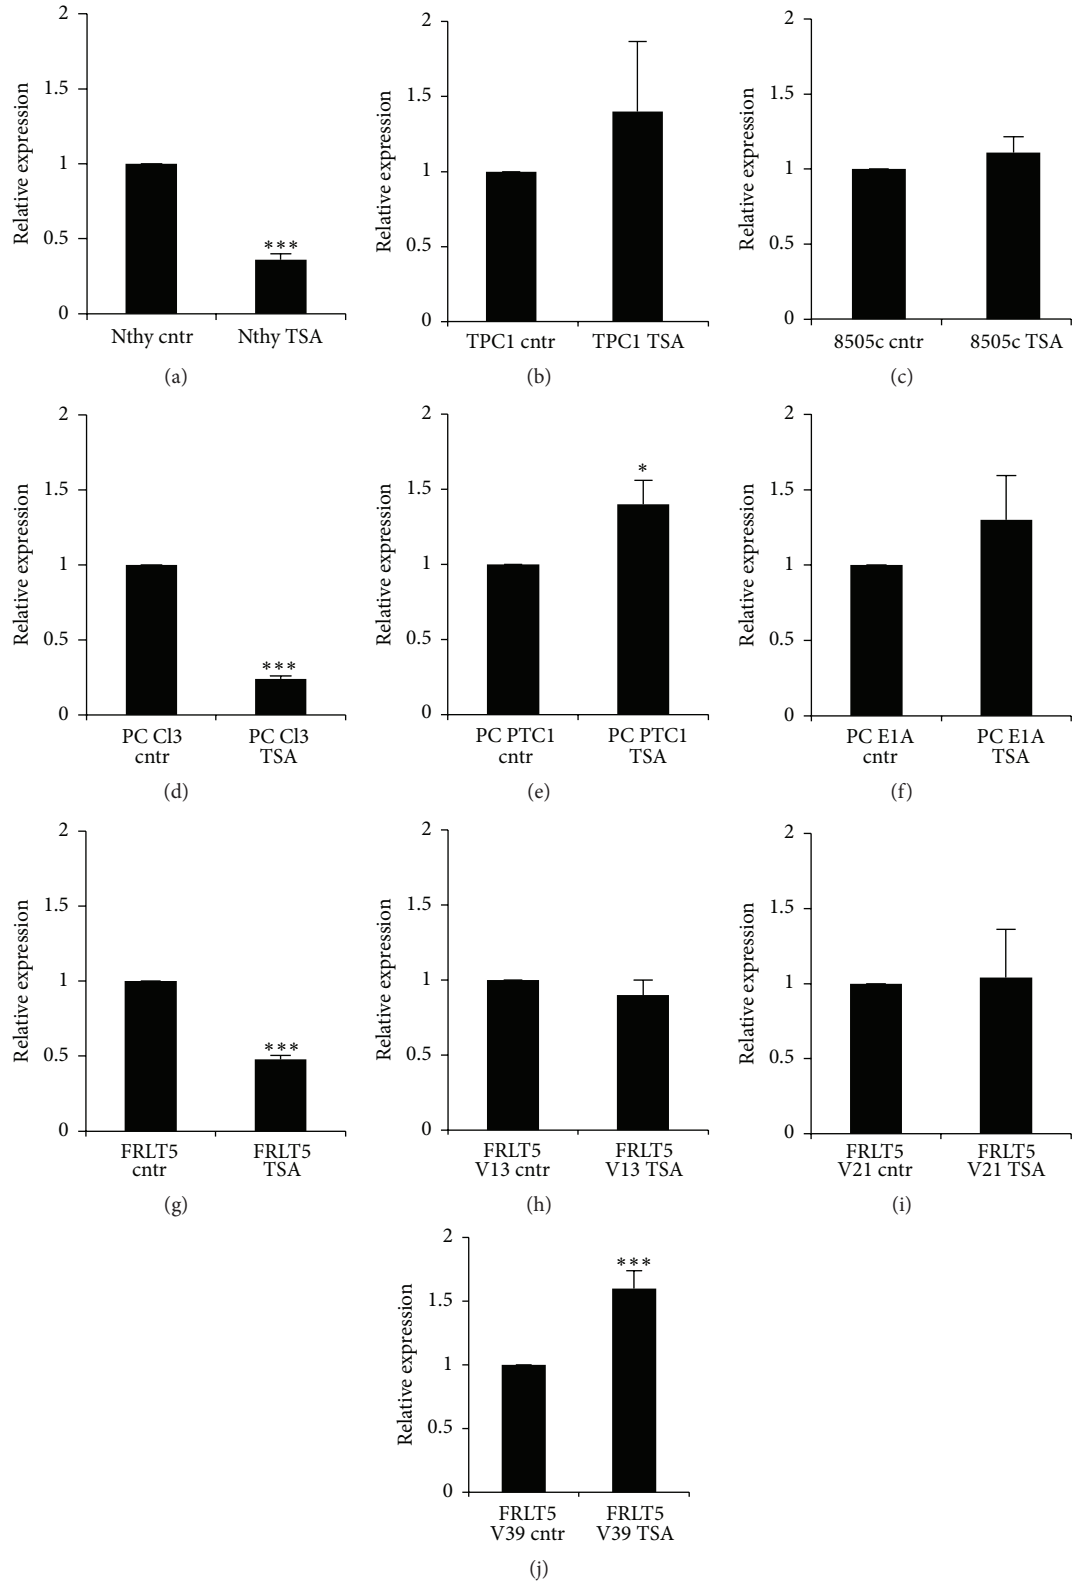 2
1.5
1
0.5
0
Relative expression
***
Nthy cntr
Nthy TSA
(a)
2
1.5
1
0.5
0
Relative expression
TPC1 cntr
TPC1 TSA
(b)
2
1.5
1
0.5
0
Relative expression
8505c cntr
8505c TSA
(c)
2
1.5
1
0.5
0
Relative expression
***
PC Cl3
cntr
PC Cl3
TSA
(d)
2
1.5
1
0.5
0
Relative expression
*
PC PTC1
cntr
PC PTC1
TSA
(e)
2
1.5
1
0.5
0
Relative expression
PC E1A
cntr
PC E1A
TSA
(f)
2
1.5
1
0.5
0
Relative expression
***
FRLT5
cntr
FRLT5
TSA
(g)
2
1.5
1
0.5
0
Relative expression
FRLT5
V13 cntr
FRLT5
V13 TSA
(h)
2
1.5
1
0.5
0
Relative expression
FRLT5
V21 cntr
FRLT5
V21 TSA
(i)
2
1.5
1
0.5
0
Relative expression
***
FRLT5
V39 cntr
FRLT5
V39 TSA
(j)